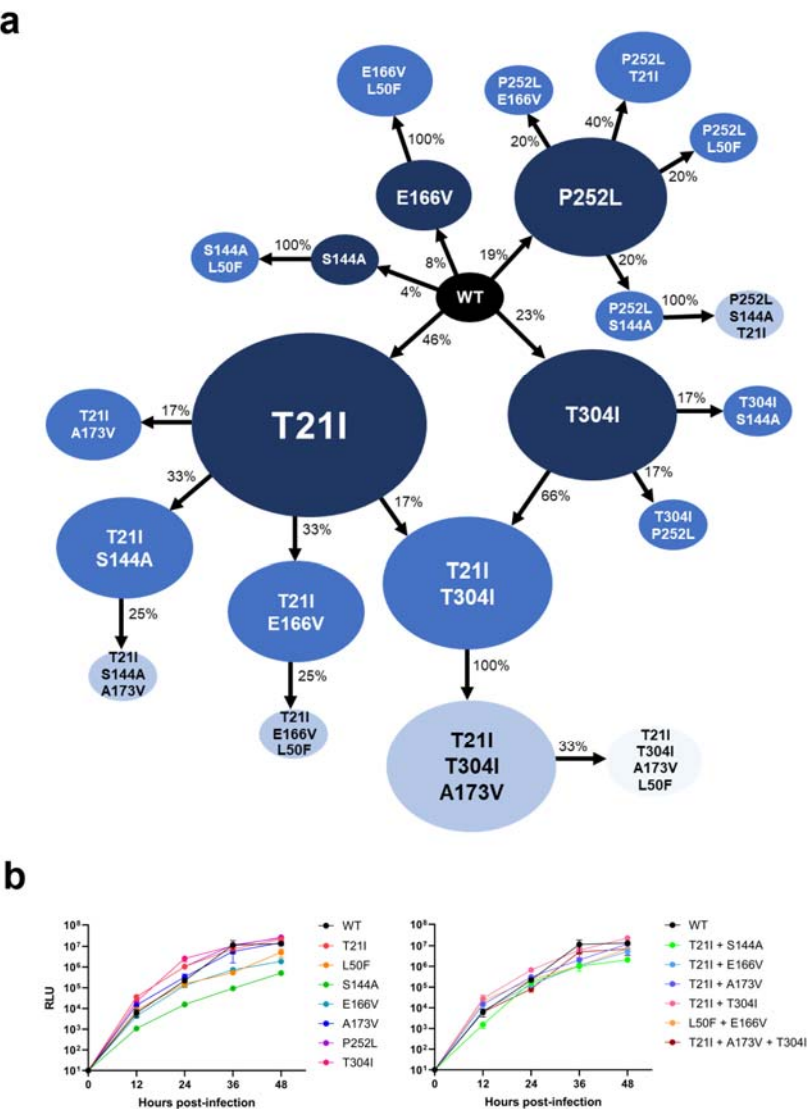 a
E166V
L50F
P252L
E166V
P252L
T21I
P252L
L50F
100%
20%
40%
20%
E166V
P252L
S144A
L50F
100%
S144A
8%
19%
20%
4%
WT
P252L
S144A
100%
P252L
S144A
T21I
46%
23%
T21I
A173V
17%
T21I
T304I
17%
T304I
S144A
33%
17%
66%
17%
T304I
P252L
T21I
S144A
33%
T21I
E166V
T21I
T304I
25%
T21I
S144A
A173V
25%
T21I
E166V
L50F
100%
T21I
T304I
A173V
33%
T21I
T304I
A173V
L50F
b
RLU
10⁸
10⁷
10⁶
10⁵
10⁴
10³
10²
10¹
0 12 24 36 48
Hours post-infection
WT
T21I
L50F
S144A
E166V
A173V
P252L
T304I
10⁸
10⁷
10⁶
10⁵
10⁴
10³
10²
10¹
0 12 24 36 48
Hours post-infection
WT
T21I + S144A
T21I + E166V
T21I + A173V
T21I + T304I
L50F + E166V
T21I + A173V + T304I